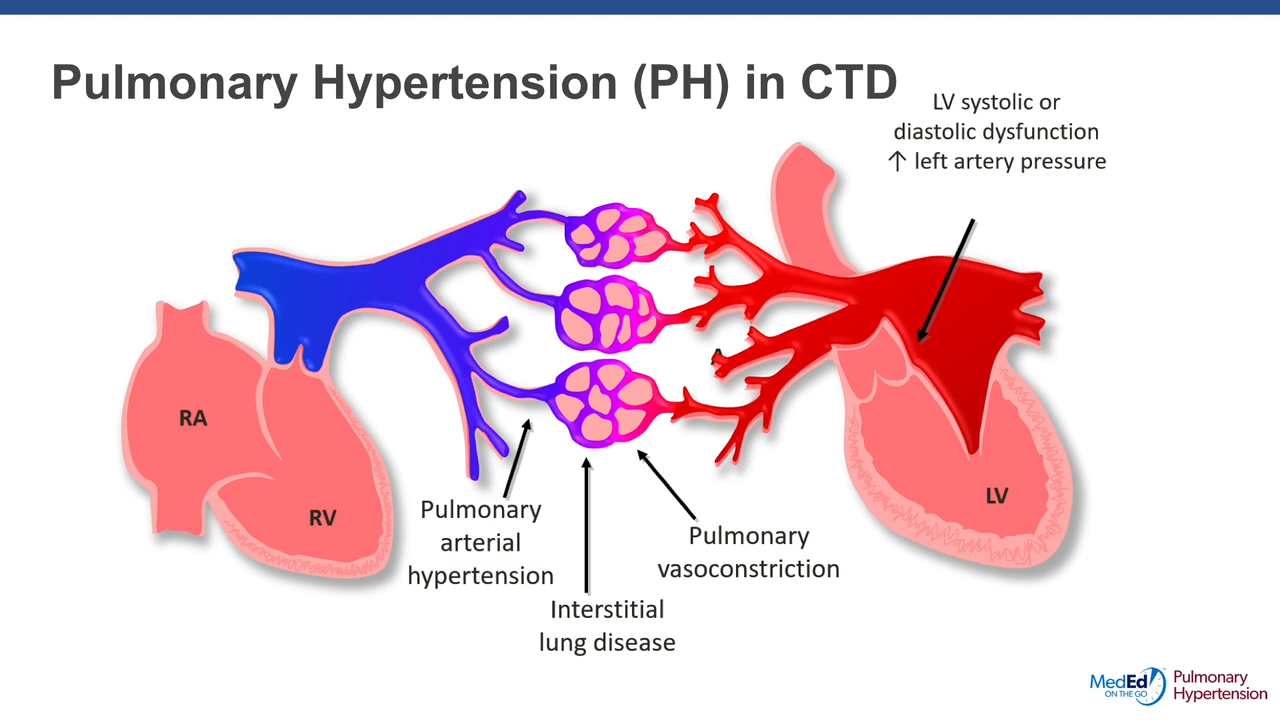 Pulmonary Hypertension (PH) in CTD
LV systolic or
diastolic dysfunction
↑ left artery pressure
RA
RV
LV
Pulmonary
arterial
hypertension
Interstitial
lung disease
Pulmonary
vasoconstriction
MedEd
ON THE GO
Pulmonary
Hypertension